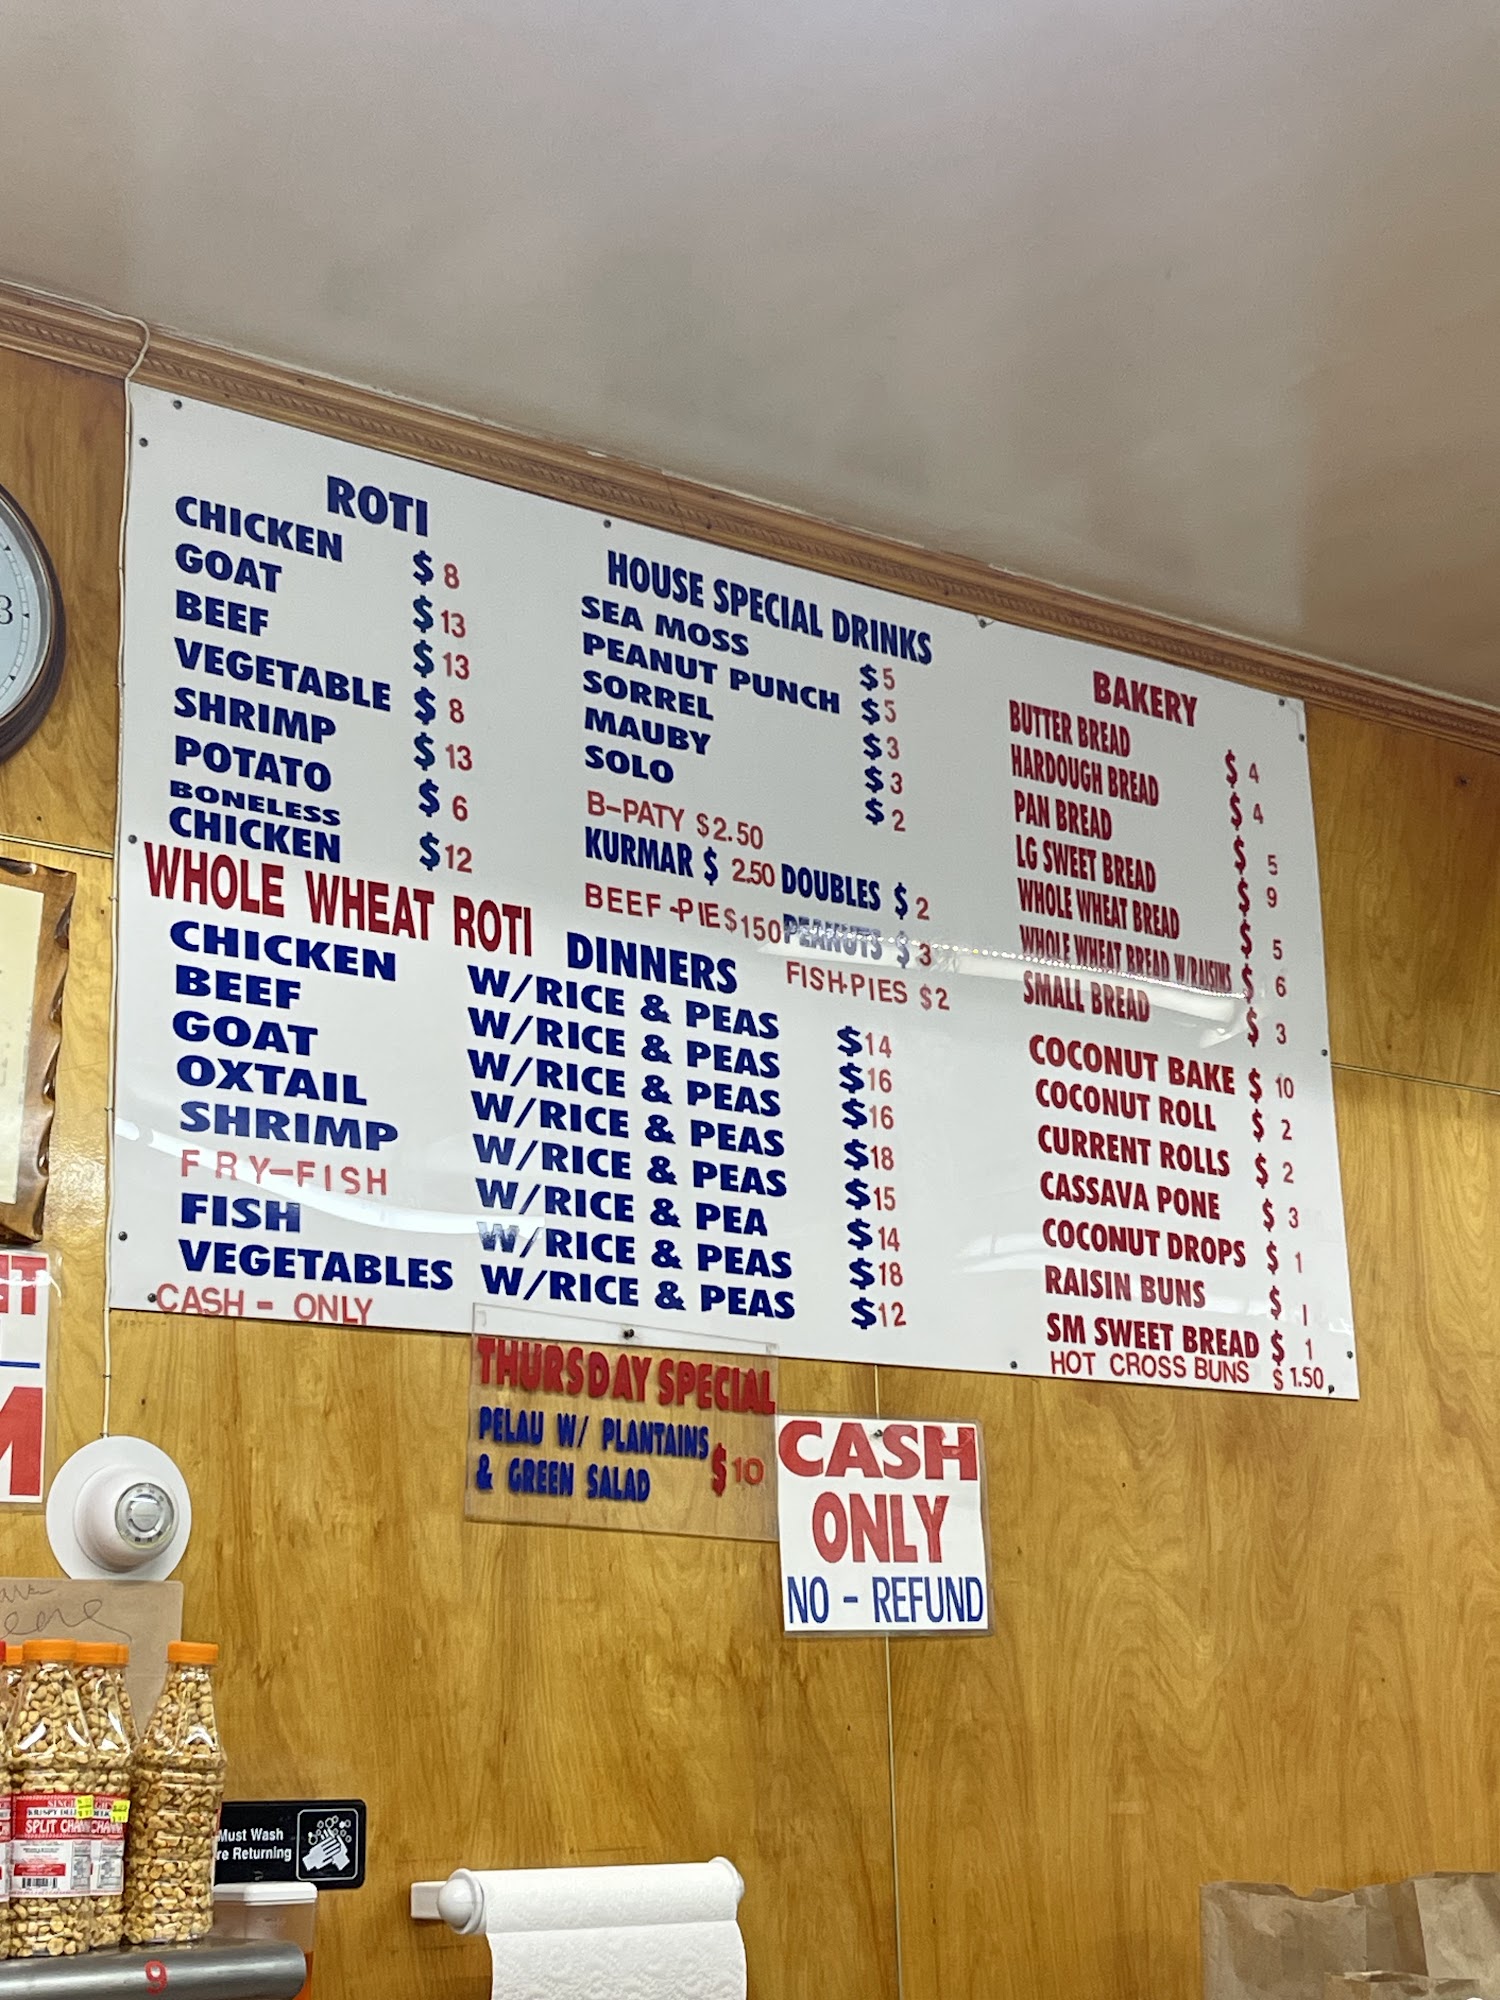 ROTI
CHICKEN $ 8
GOAT $ 13
BEEF $ 13
VEGETABLE $ 8
SHRIMP $ 13
POTATO $ 6
BONELESS
CHICKEN $12
WHOLE WHEAT ROTI
HOUSE SPECIAL DRINKS
SEA MOSS $5
PEANUT PUNCH $5
SORREL $3
MAUBY $3
SOLO $2
B-PATY $2.50
KURMAR $ 2.50 DOUBLES $ 2
BEEF-PIE $150 PEANUTS $ 3
FISH-PIES $2
DINNERS
CHICKEN W/RICE & PEAS $14
BEEF W/RICE & PEAS $16
GOAT W/RICE & PEAS $16
OXTAIL W/RICE & PEAS $18
SHRIMP W/RICE & PEAS $15
FRY-FISH W/RICE & PEA $14
FISH W/RICE & PEAS $18
VEGETABLES W/RICE & PEAS $12
CASH - ONLY
BAKERY
BUTTER BREAD $ 4
HARDOUGH BREAD $ 4
PAN BREAD $ 5
LG SWEET BREAD $ 9
WHOLE WHEAT BREAD $ 5
WHOLE WHEAT BREAD W/RAISINS $ 6
SMALL BREAD $ 3
COCONUT BAKE $ 10
COCONUT ROLL $ 2
CURRENT ROLLS $ 2
CASSAVA PONE $ 3
COCONUT DROPS $ 1
RAISIN BUNS $ 1
SM SWEET BREAD $ 1
HOT CROSS BUNS $ 1.50
THURSDAY SPECIAL
PELAU W/ PLANTAINS
& GREEN SALAD $10
CASH
ONLY
NO - REFUND
3
M
KRISPY
SPLIT
Must Wash
Returning
9